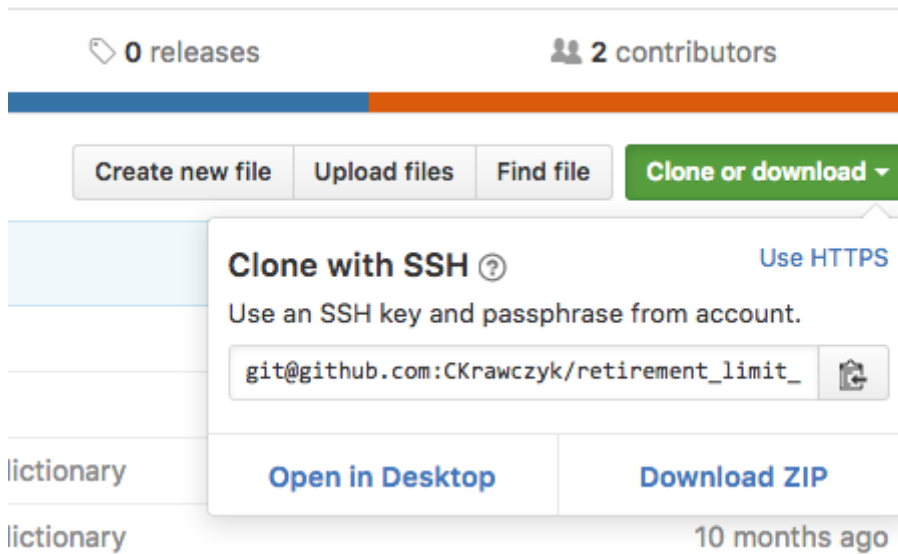 0 releases 2 contributors
Create new file Upload files Find file Clone or download
Clone with SSH ? Use HTTPS
Use an SSH key and passphrase from account.
git@github.com:CKrawczyk/retirement_limit_
Open in Desktop Download ZIP
dictionary
dictionary 10 months ago